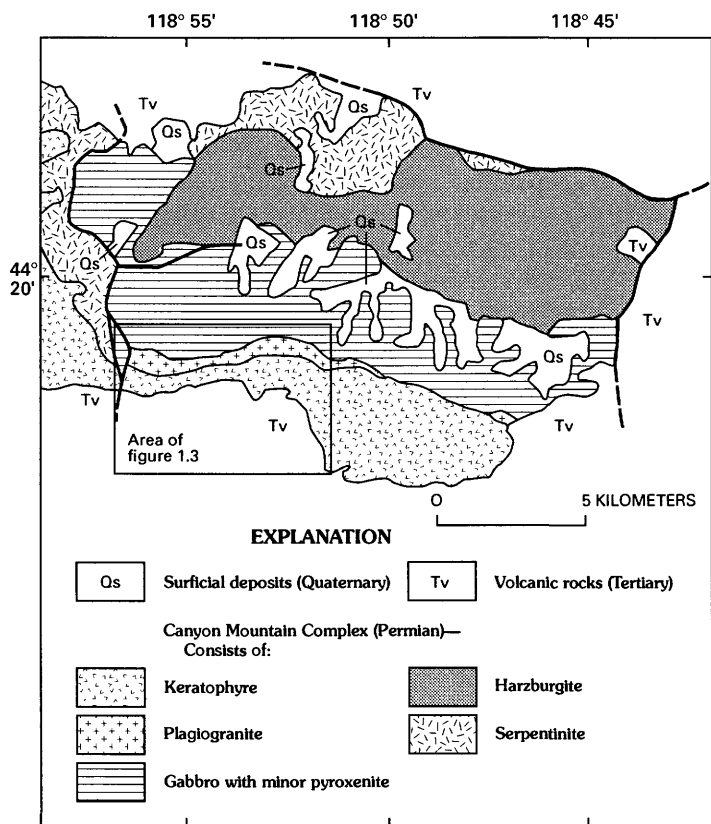 118° 55' 118° 50' 118° 45'
Tv
Qs
Qs
Tv
Qs
Qs
Qs
Qs
Tv
44°
20'
Tv
Qs
Tv
Tv
Tv
Area of
figure 1.3
0 5 KILOMETERS
EXPLANATION
Qs Surficial deposits (Quaternary) Tv Volcanic rocks (Tertiary)
Canyon Mountain Complex (Permian)—
Consists of:
Keratophyre Harzburgite
Plagiogranite Serpentinite
Gabbro with minor pyroxenite